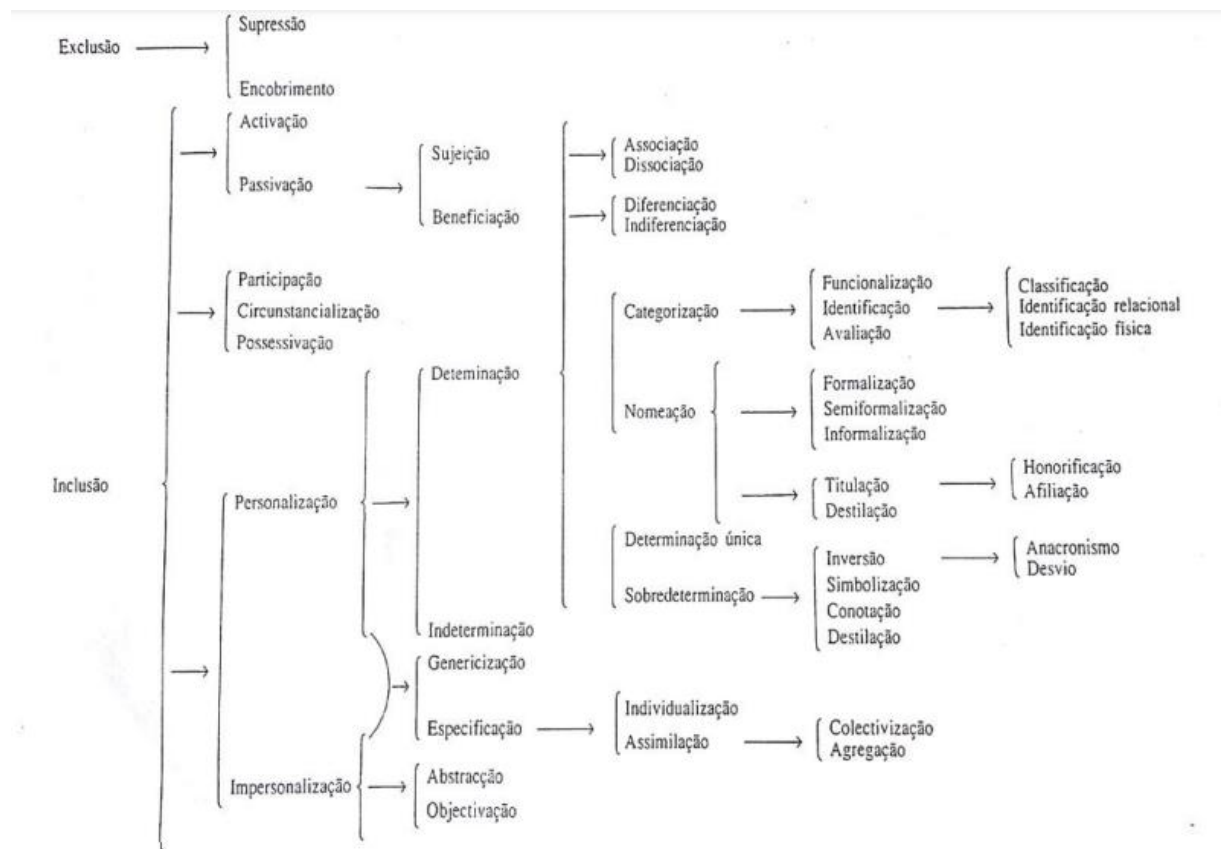 Exclusão
Supressão
Encobrimento
Inclusão
Activação
Passivação
Sujeição
Beneficiação
Participação
Circunstancialização
Possessivação
Personalização
Deteminação
Indeterminação
Associação
Dissociação
Diferenciação
Indiferenciação
Categorização
Funcionalização
Identificação
Avaliação
Classificação
Identificação relacional
Identificação física
Nomeação
Formalização
Semiformalização
Informalização
Titulação
Destilação
Honorificação
Afiliação
Determinação única
Sobredeterminação
Inversão
Simbolização
Conotação
Destilação
Anacronismo
Desvio
Genericização
Especificação
Individualização
Assimilação
Colectivização
Agregação
Impersonalização
Abstracção
Objectivação